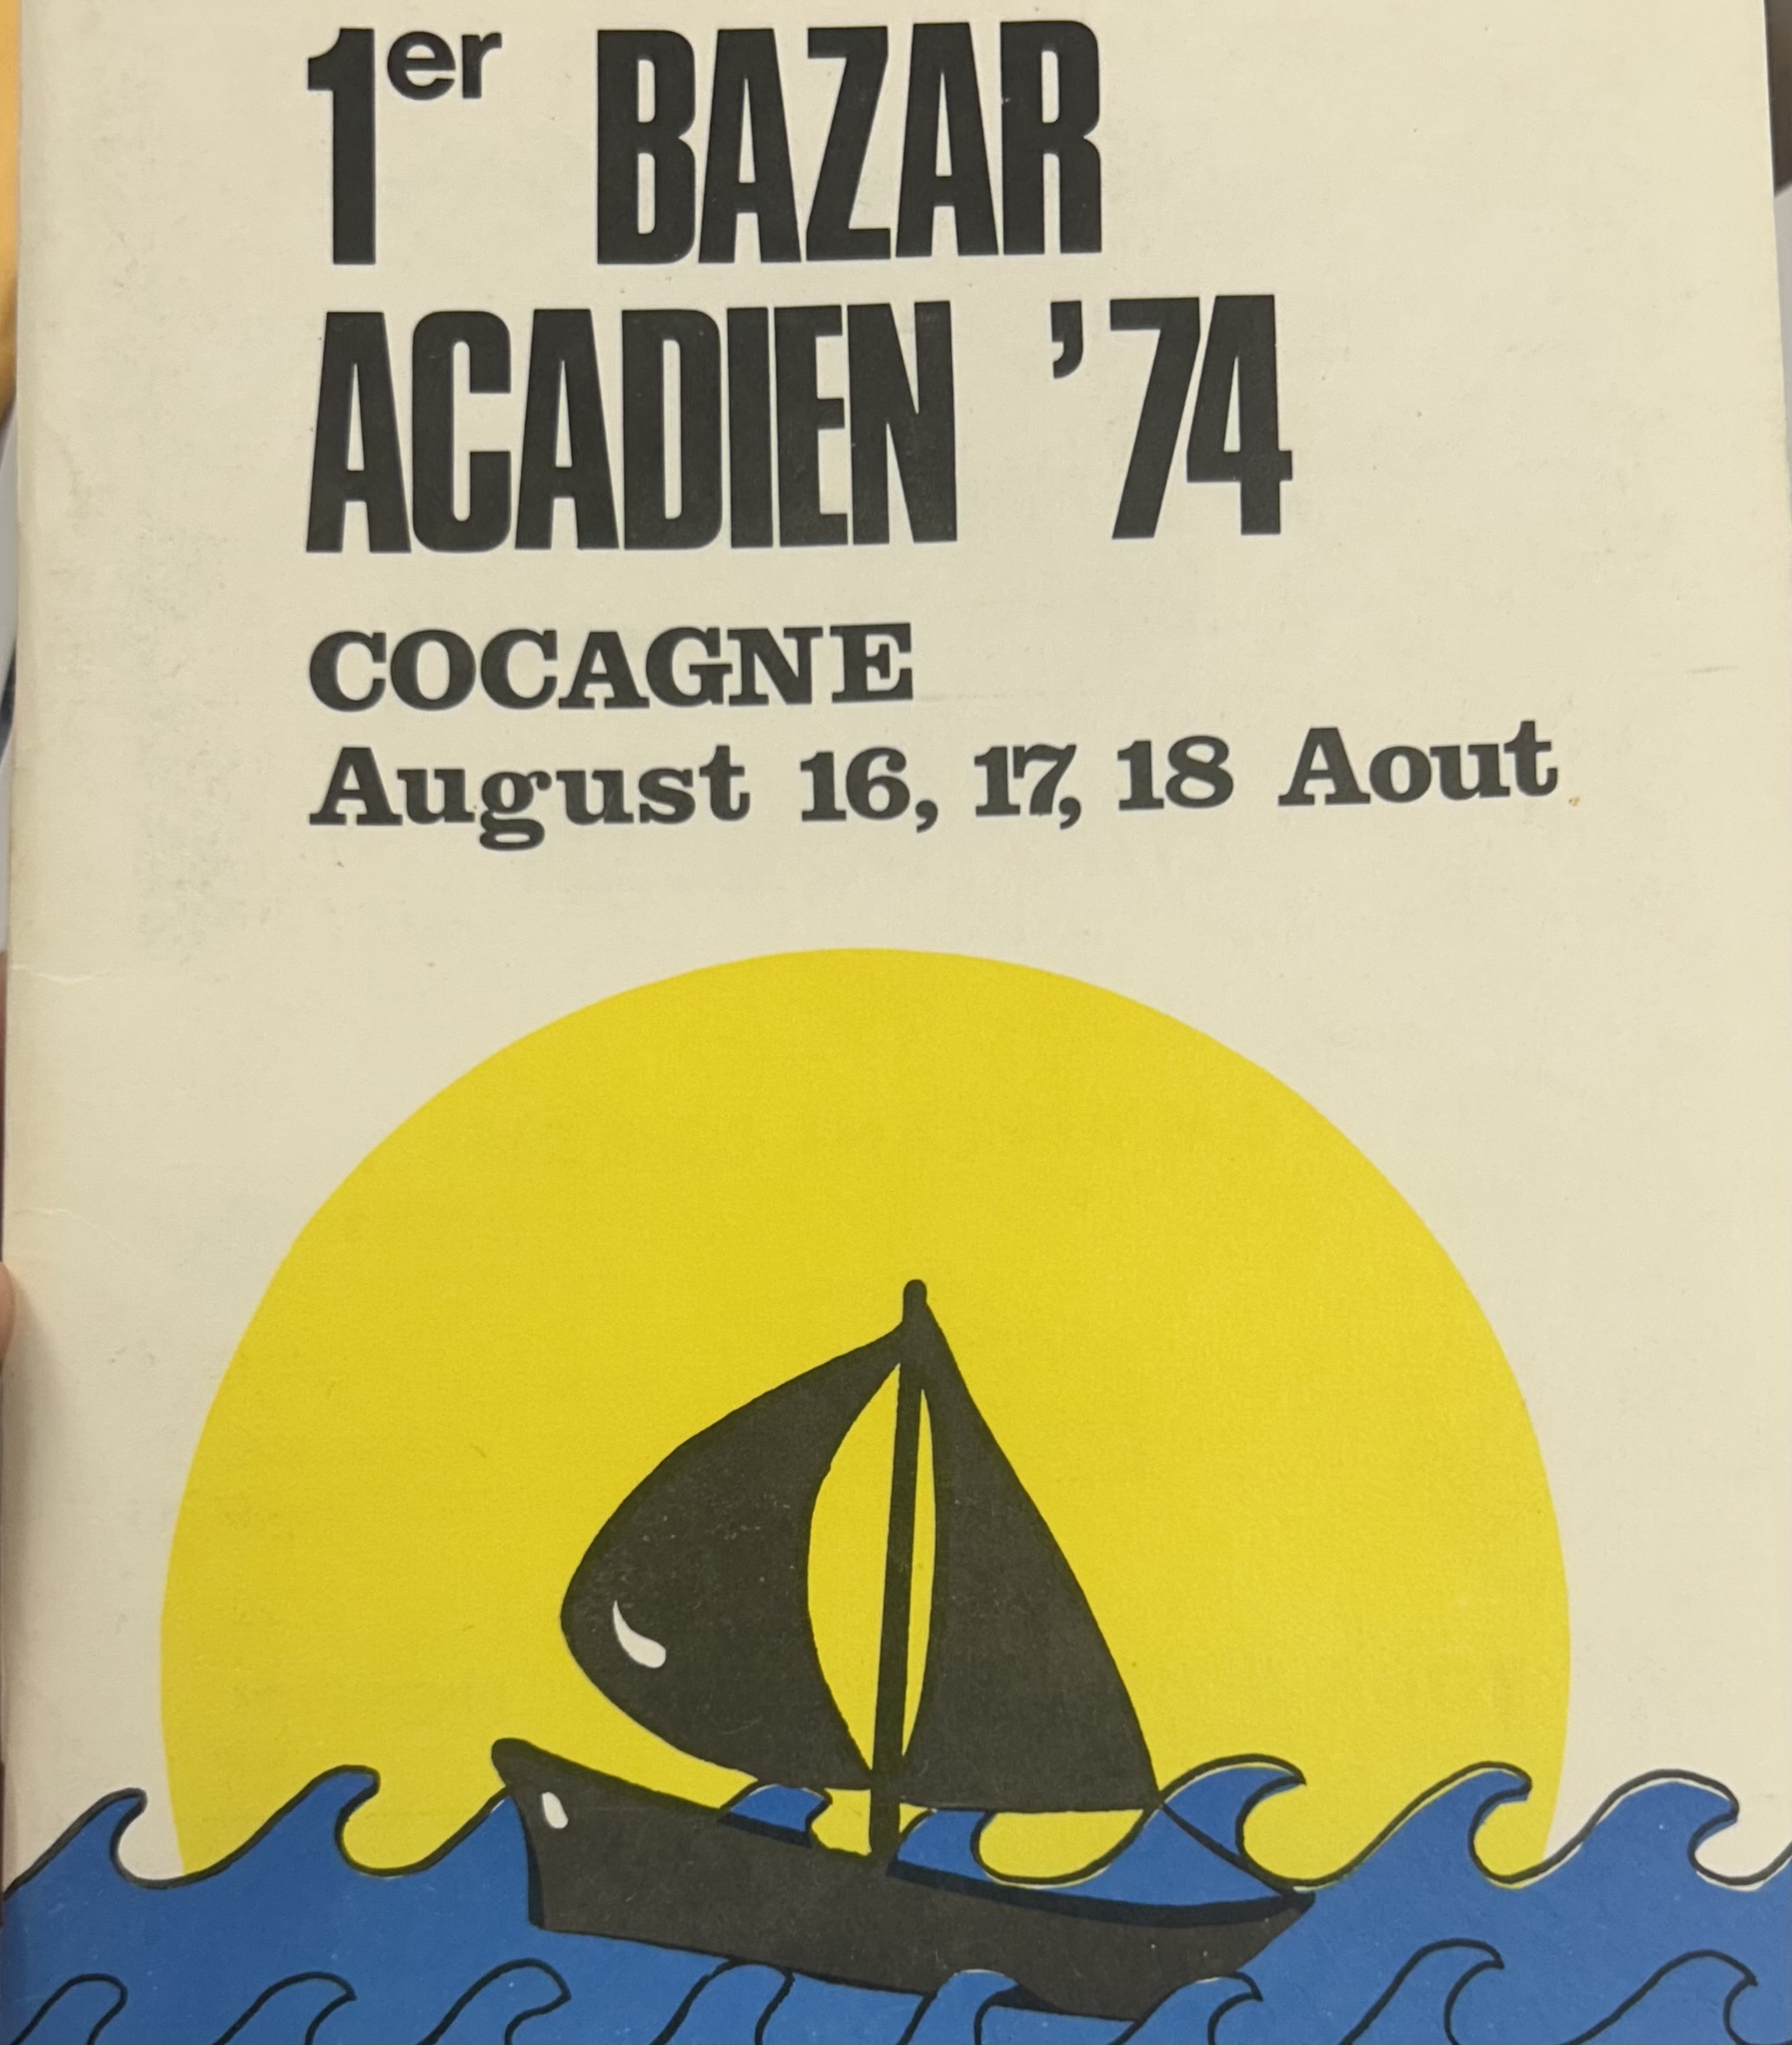 1er BAZAR
ACADIEN '74
COCAGNE
August 16, 17, 18 Aout